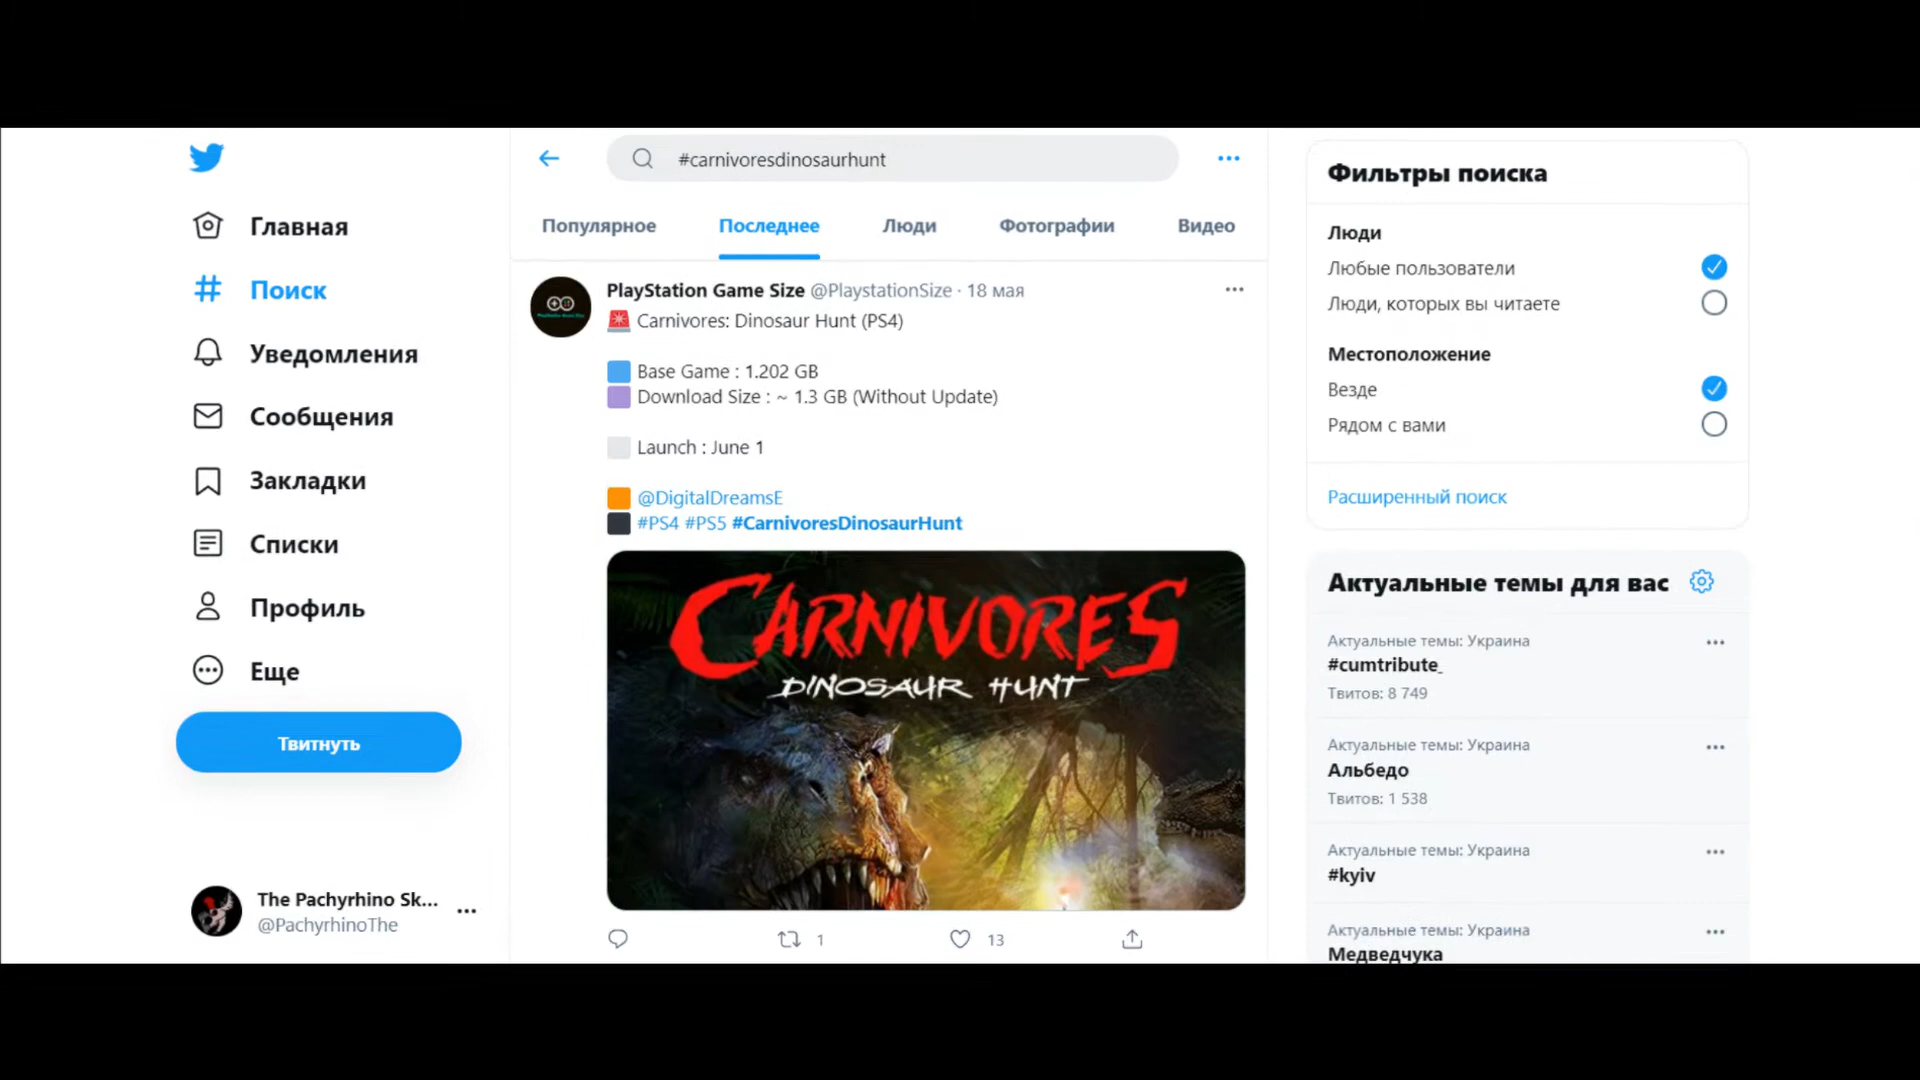 #carnivoresdinosaurhunt
Популярное
Последнее
Люди
Фотографии
Видео
Главная
Поиск
Уведомления
Сообщения
Закладки
Списки
Профиль
Еще
Твитнуть
The Pachyrhino Sk...
@PachyrhinoThe
PlayStation Game Size @PlaystationSize · 18 мая
Carnivores: Dinosaur Hunt (PS4)
Base Game : 1.202 GB
Download Size : ~ 1.3 GB (Without Update)
Launch : June 1
@DigitalDreamsE
#PS4 #PS5 #CarnivoresDinosaurHunt
CARNIVORES
DINOSAUR HUNT
1
13
Фильтры поиска
Люди
Любые пользователи
Люди, которых вы читаете
Местоположение
Везде
Рядом с вами
Расширенный поиск
Актуальные темы для вас
Актуальные темы: Украина
#cumtribute_
Твитов: 8 749
Актуальные темы: Украина
Альбедо
Твитов: 1 538
Актуальные темы: Украина
#kyiv
Актуальные темы: Украина
Медведчука